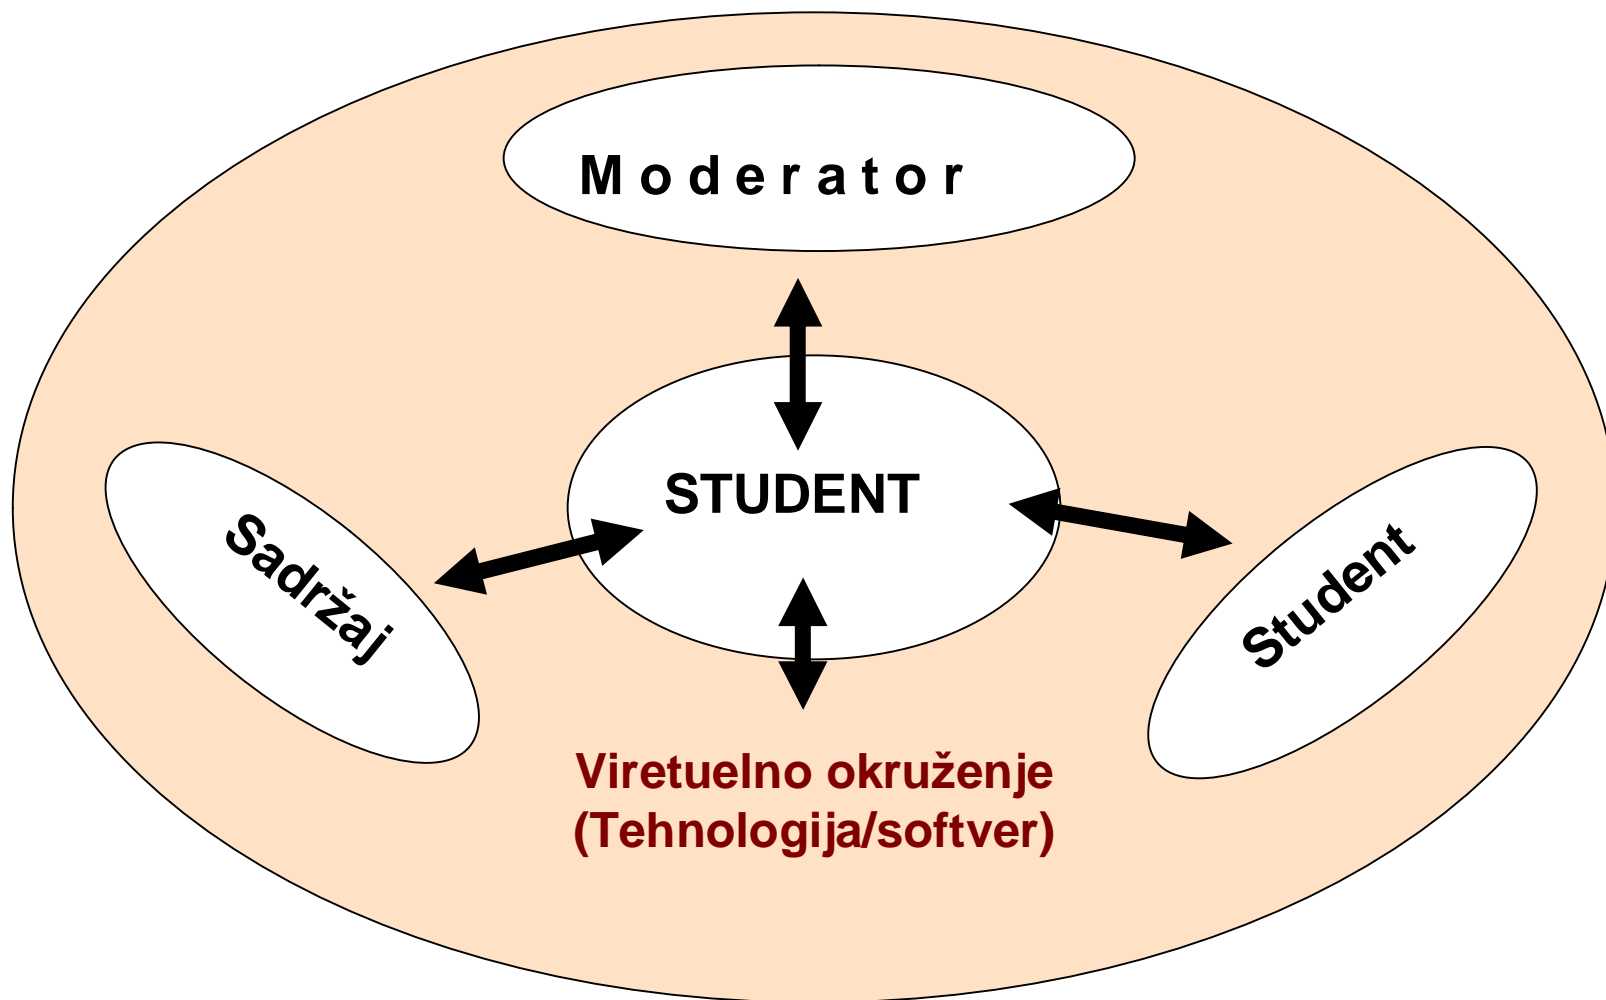 Moderator
STUDENT
Sadržaj
Student
Viretuelno okruženje
(Tehnologija/softver)